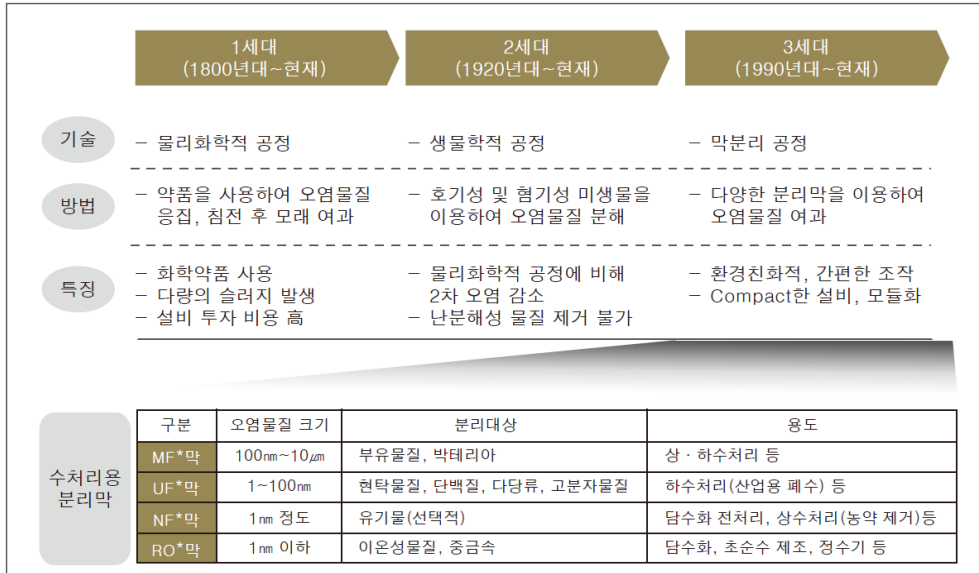 1세대 2세대 3세대
(1800년대~현재) (1920년대~현재) (1990년대~현재)
기술 - 물리화학적 공정 - 생물학적 공정 - 막분리 공정
방법 - 약품을 사용하여 오염물질 - 호기성 및 혐기성 미생물을 - 다양한 분리막을 이용하여
응집, 침전 후 모래 여과 이용하여 오염물질 분해 오염물질 여과
특징 - 화학약품 사용 - 물리화학적 공정에 비해 - 환경친화적, 간편한 조작
- 다량의 슬러지 발생 2차 오염 감소 - Compact한 설비, 모듈화
- 설비 투자 비용 高 - 난분해성 물질 제거 불가
수처리용
분리막
구분 오염물질 크기 분리대상 용도
MF*막 100㎚~10㎛ 부유물질, 박테리아 상·하수처리 등
UF*막 1~100㎚ 현탁물질, 단백질, 다당류, 고분자물질 하수처리(산업용 폐수) 등
NF*막 1㎚ 정도 유기물(선택적) 담수화 전처리, 상수처리(농약 제거)등
RO*막 1㎚ 이하 이온성물질, 중금속 담수화, 초순수 제조, 정수기 등